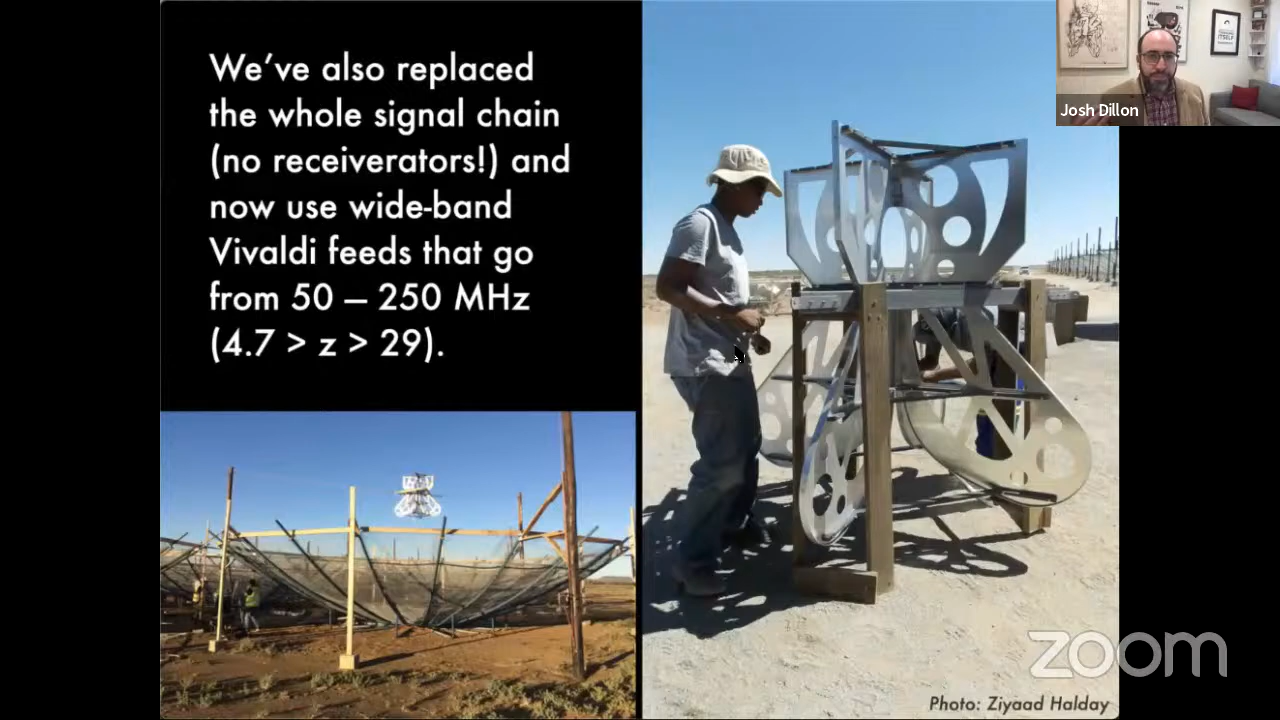 We've also replaced
the whole signal chain
(no receiverators!) and
now use wide-band
Vivaldi feeds that go
from 50 – 250 MHz
(4.7 > z > 29).
Josh Dillon
zoom
Photo: Ziyaad Halday